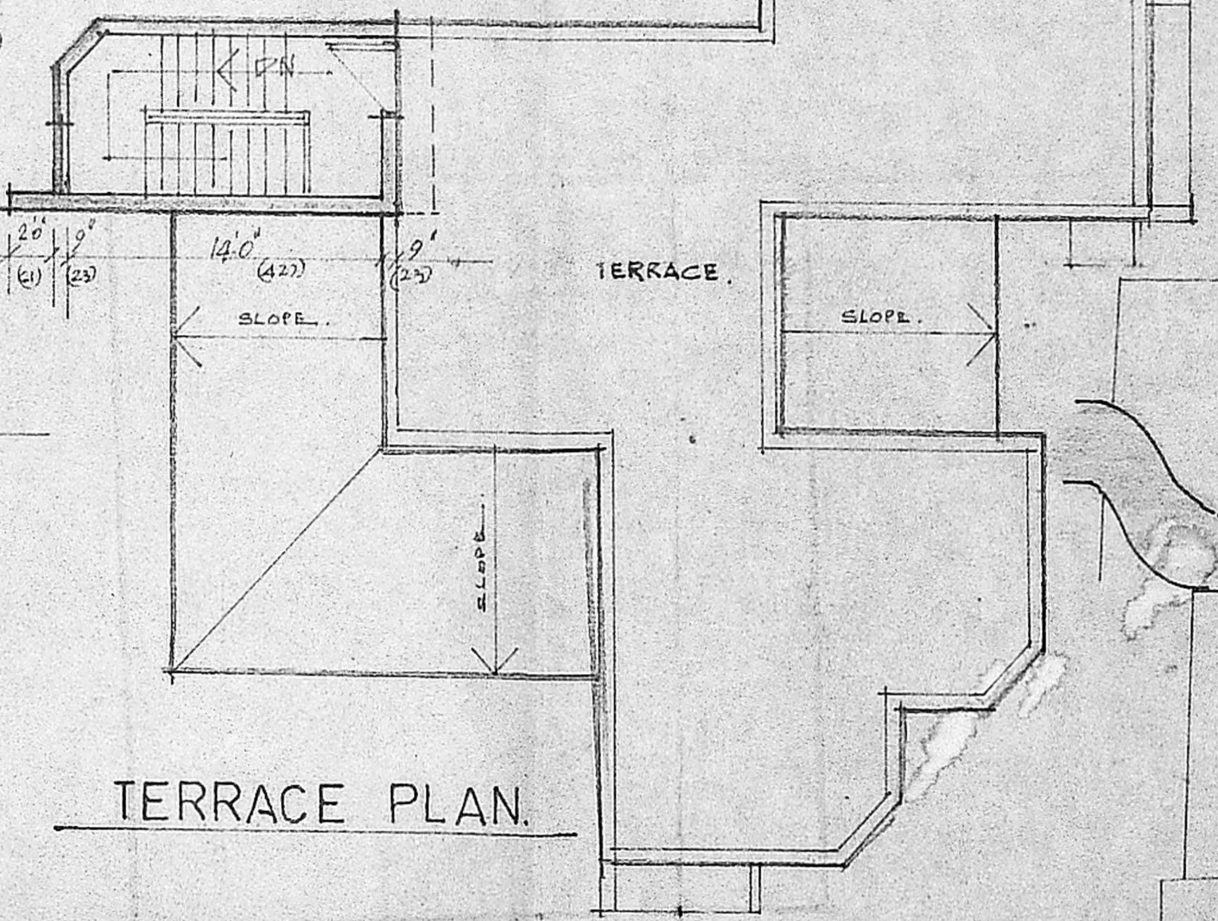 DN
2'0" 9" 14'0" 9"
(61) (23) (427) (23)
TERRACE.
SLOPE.
SLOPE.
SLOPE.
TERRACE PLAN.